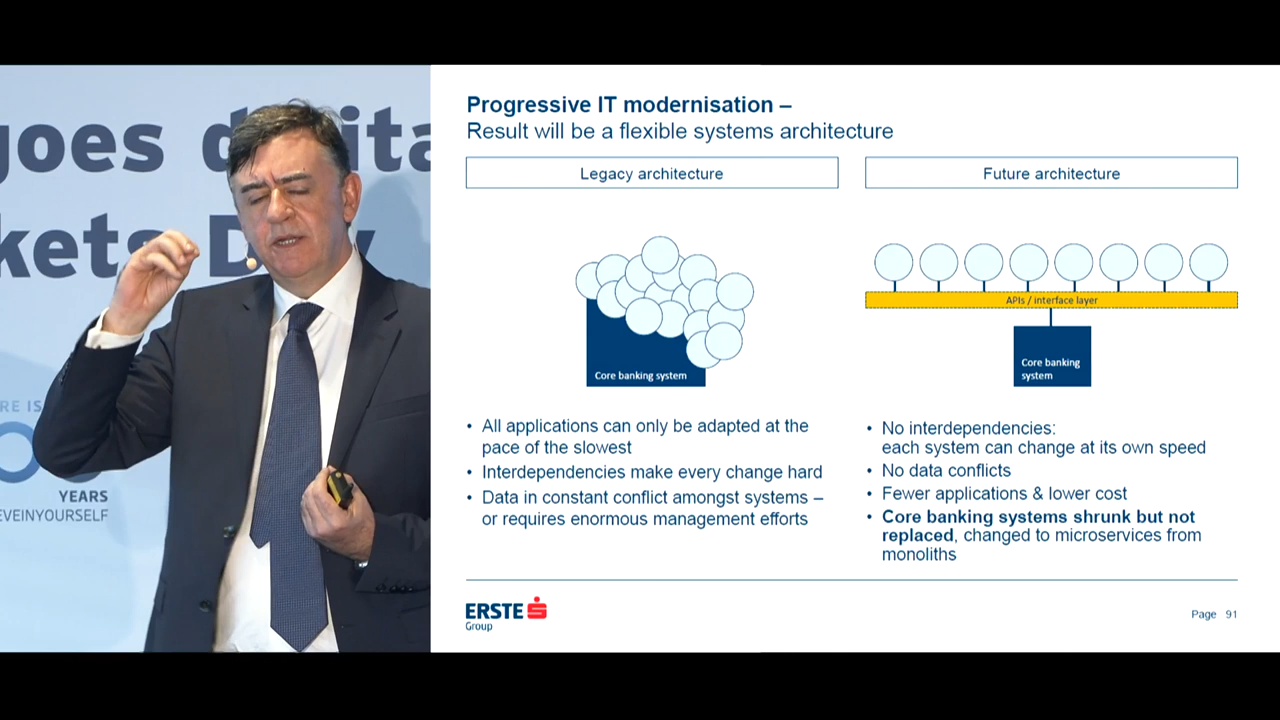 goes digita
kets D y
RE IS
YEARS
EVEINYOURSELF
Progressive IT modernisation –
Result will be a flexible systems architecture
Legacy architecture
Future architecture
Core banking system
APIs / interface layer
Core banking
system
• All applications can only be adapted at the
pace of the slowest
• Interdependencies make every change hard
• Data in constant conflict amongst systems –
or requires enormous management efforts
• No interdependencies:
each system can change at its own speed
• No data conflicts
• Fewer applications & lower cost
• Core banking systems shrunk but not
replaced, changed to microservices from
monoliths
ERSTE
Group
Page 91